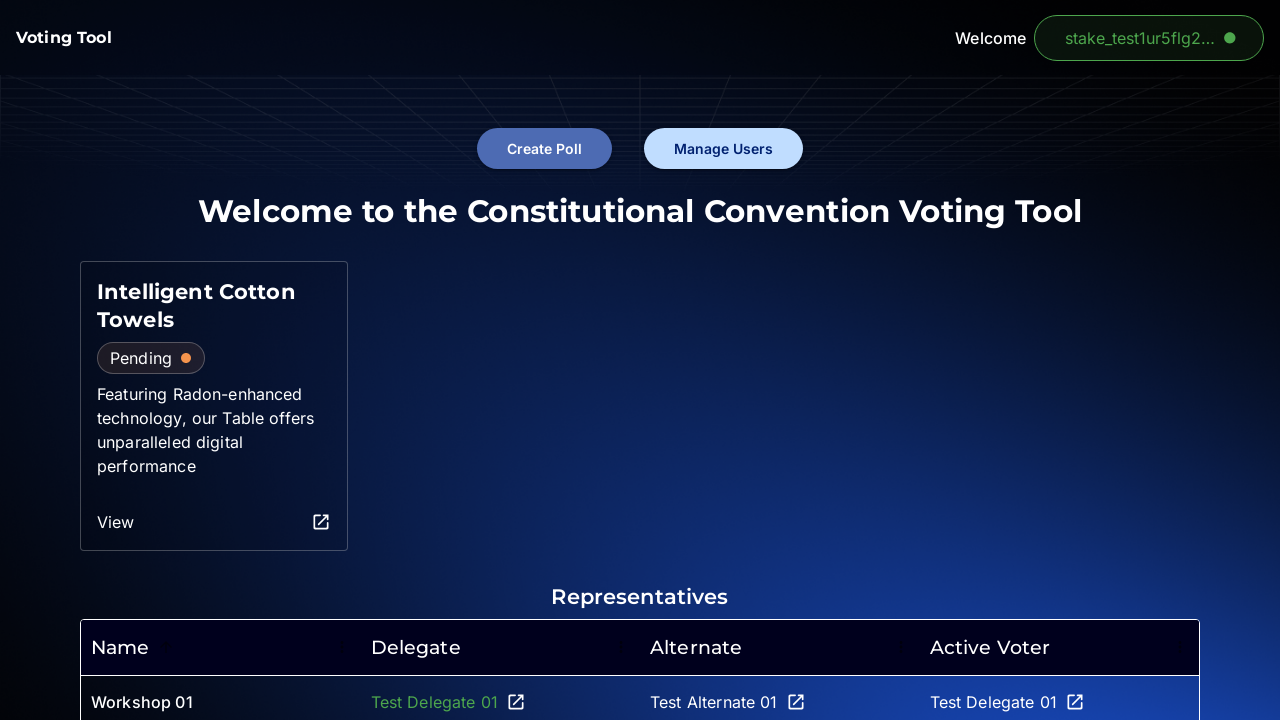 Voting Tool
Welcome
stake_test1ur5flg2...
Create Poll
Manage Users
Welcome to the Constitutional Convention Voting Tool
Intelligent Cotton
Towels
Pending
Featuring Radon-enhanced
technology, our Table offers
unparalleled digital
performance
View
Representatives
Name
Delegate
Alternate
Active Voter
Workshop 01
Test Delegate 01
Test Alternate 01
Test Delegate 01